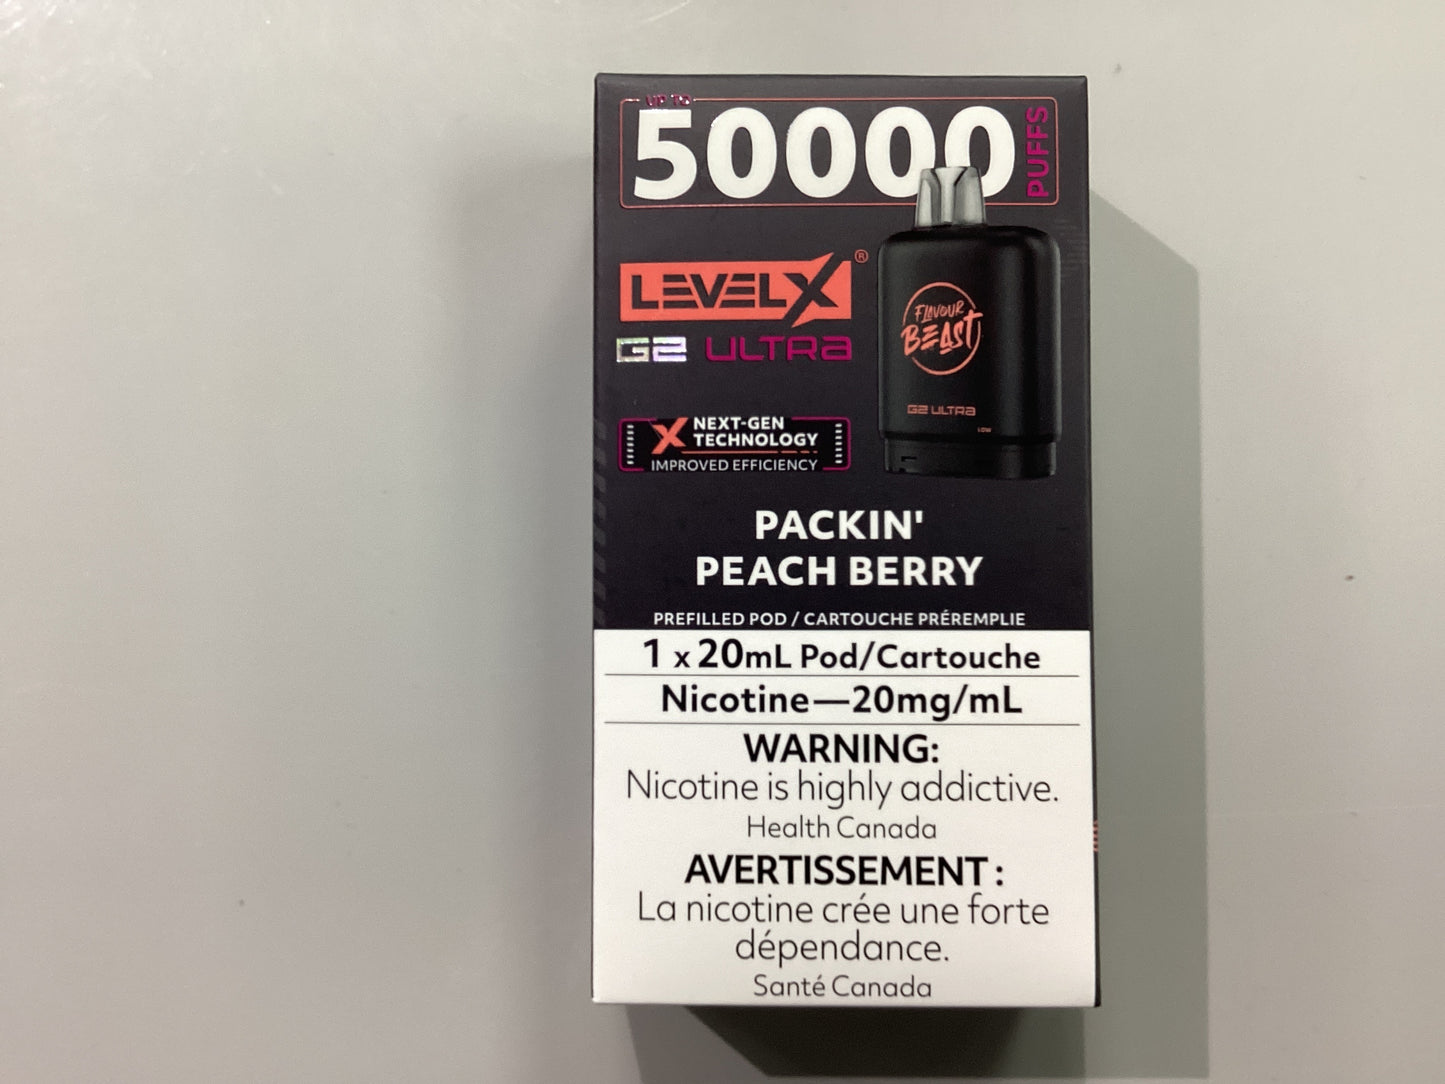 UP TO
50000
PUFFS
LEVELX®
G2 ULTRA
FLAVOUR
BEAST
G2 ULTRA
LOW
X NEXT-GEN
TECHNOLOGY
IMPROVED EFFICIENCY
PACKIN'
PEACH BERRY
PREFILLED POD / CARTOUCHE PRÉREMPLIE
1 x 20mL Pod/Cartouche
Nicotine—20mg/mL
WARNING:
Nicotine is highly addictive.
Health Canada
AVERTISSEMENT :
La nicotine crée une forte
dépendance.
Santé Canada